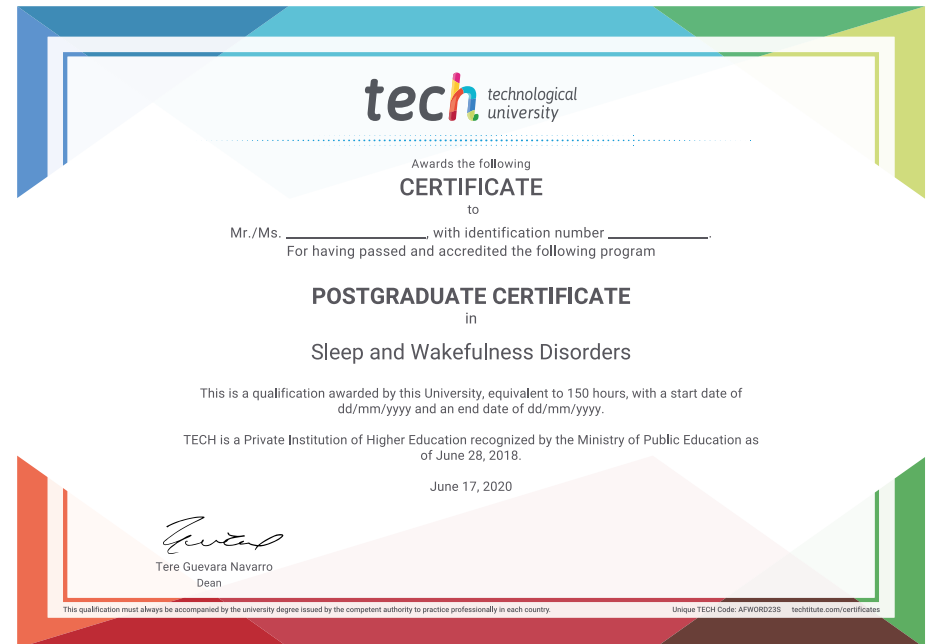 tech technological
university
Awards the following
CERTIFICATE
to
Mr./Ms. ____________________, with identification number ______________.
For having passed and accredited the following program
POSTGRADUATE CERTIFICATE
in
Sleep and Wakefulness Disorders
This is a qualification awarded by this University, equivalent to 150 hours, with a start date of
dd/mm/yyyy and an end date of dd/mm/yyyy.
TECH is a Private Institution of Higher Education recognized by the Ministry of Public Education as
of June 28, 2018.
June 17, 2020
Tere Guevara Navarro
Dean
This qualification must always be accompanied by the university degree issued by the competent authority to practice professionally in each country. Unique TECH Code: AFWORD23S techtitute.com/certificates